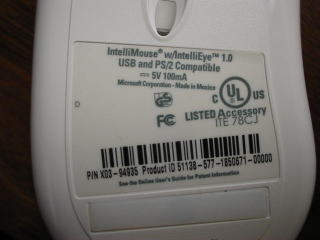 IntelliMouse® w/IntelliEye™ 1.0
USB and PS/2 Compatible
⎓ 5V 100mA
Microsoft Corporation - Made in Mexico
C UL US
FC
LISTED Accessory
ITE 78CJ
P/N X03-94935 Product ID 51138-577-1850671-00000
See the Online User's Guide for Patent Information